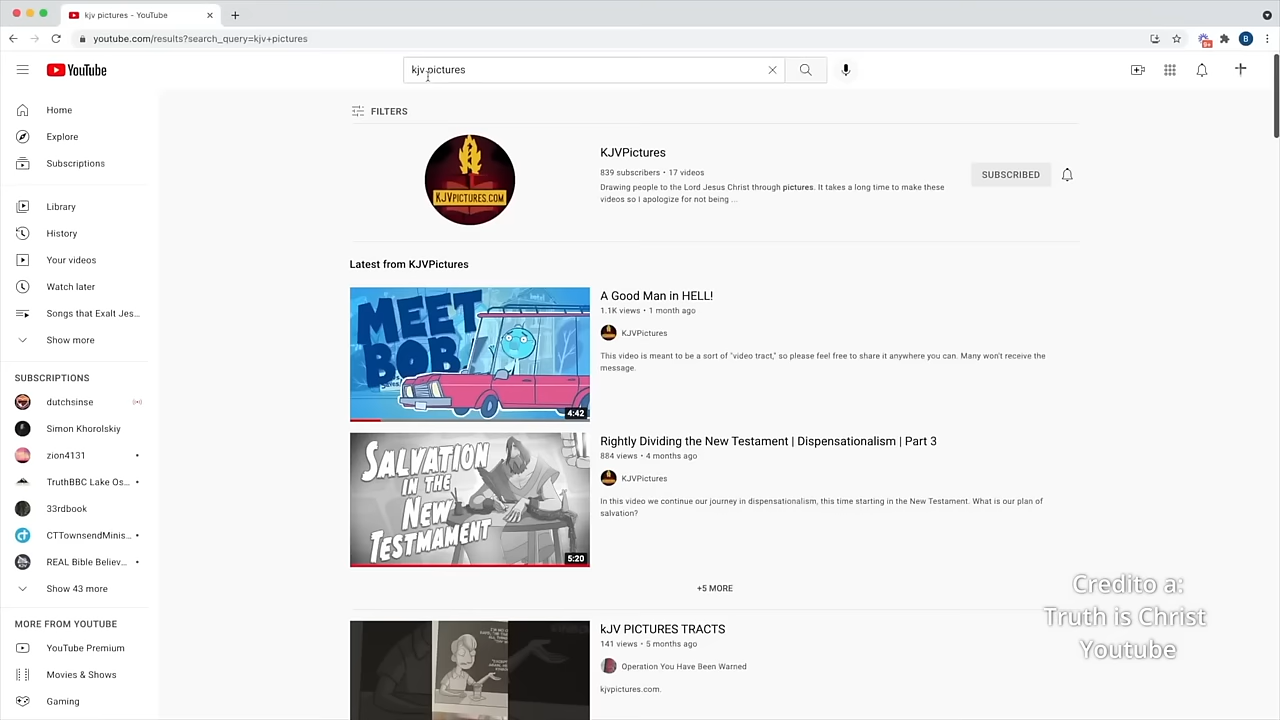 kjv pictures - YouTube
youtube.com/results?search_query=kjv+pictures
9+
B
YouTube
kjv pictures
Home
Explore
Subscriptions
Library
History
Your videos
Watch later
Songs that Exalt Jes...
Show more
SUBSCRIPTIONS
dutchsinse
Simon Khorolskiy
zion4131
TruthBBC Lake Os...
33rdbook
CTTownsendMinis...
REAL Bible Believ...
Show 43 more
MORE FROM YOUTUBE
YouTube Premium
Movies & Shows
Gaming
FILTERS
KJVPICTURES.COM
KJVPictures
839 subscribers • 17 videos
Drawing people to the Lord Jesus Christ through pictures. It takes a long time to make these
videos so I apologize for not being ...
SUBSCRIBED
Latest from KJVPictures
MEET
BOB
4:42
A Good Man in HELL!
1.1K views • 1 month ago
KJVPictures
This video is meant to be a sort of "video tract," so please feel free to share it anywhere you can. Many won't receive the
message.
SALVATION
IN THE
NEW
TESTMAMENT
5:20
Rightly Dividing the New Testament | Dispensationalism | Part 3
884 views • 4 months ago
KJVPictures
In this video we continue our journey in dispensationalism, this time starting in the New Testament. What is our plan of
salvation?
+5 MORE
kJV PICTURES TRACTS
141 views • 5 months ago
Operation You Have Been Warned
kjvpictures.com.
Credito a:
Truth is Christ
Youtube